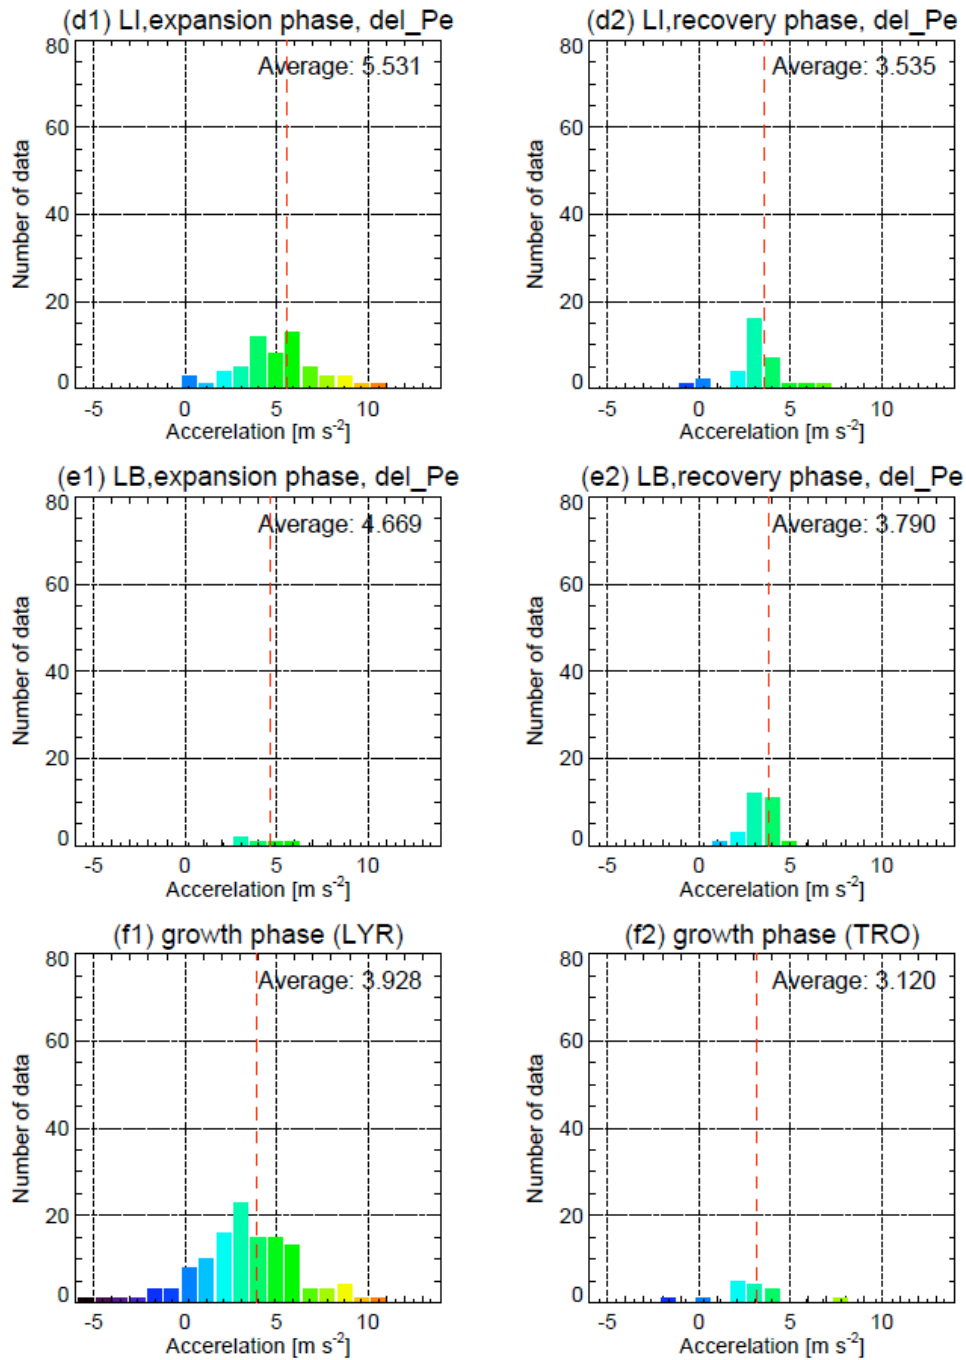 (d1) LI,expansion phase, del_Pe
80
60
40
20
0
Number of data
Average: 5.531
-5 0 5 10
Accerelation [m s-2]
(d2) LI,recovery phase, del_Pe
80
60
40
20
0
Number of data
Average: 3.535
-5 0 5 10
Accerelation [m s-2]
(e1) LB,expansion phase, del_Pe
80
60
40
20
0
Number of data
Average: 4.669
-5 0 5 10
Accerelation [m s-2]
(e2) LB,recovery phase, del_Pe
80
60
40
20
0
Number of data
Average: 3.790
-5 0 5 10
Accerelation [m s-2]
(f1) growth phase (LYR)
80
60
40
20
0
Number of data
Average: 3.928
-5 0 5 10
Accerelation [m s-2]
(f2) growth phase (TRO)
80
60
40
20
0
Number of data
Average: 3.120
-5 0 5 10
Accerelation [m s-2]